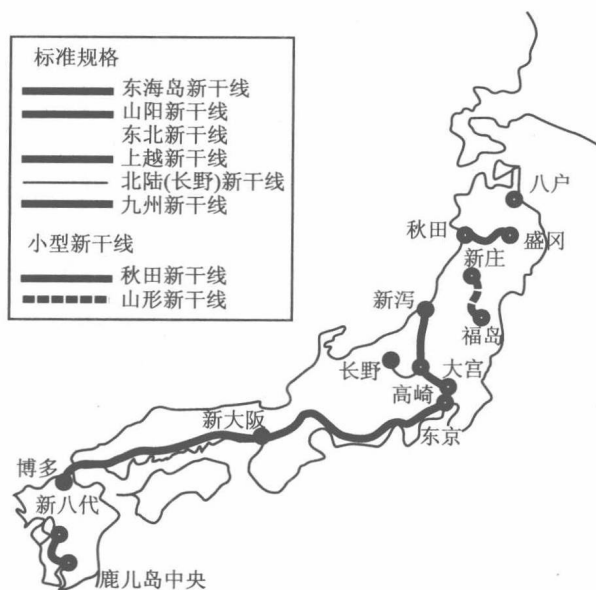 标准规格
东海岛新干线
山阳新干线
东北新干线
上越新干线
北陆(长野)新干线
九州新干线
小型新干线
秋田新干线
山形新干线
八户
秋田
盛冈
新庄
新泻
福岛
长野
大宫
高崎
新大阪
东京
博多
新八代
鹿儿岛中央